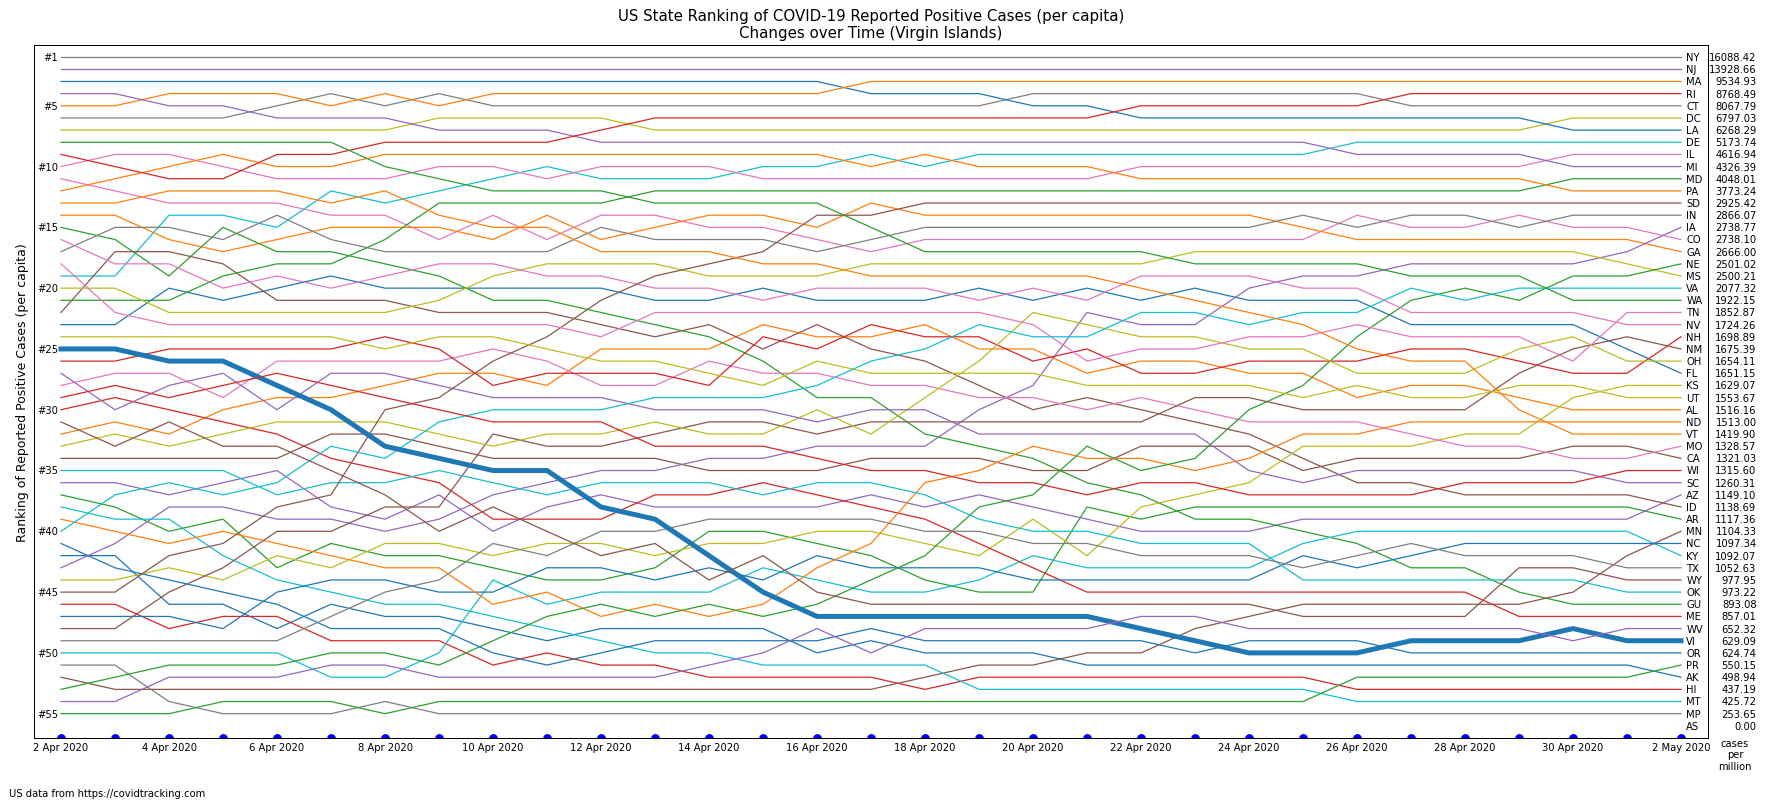 US State Ranking of COVID-19 Reported Positive Cases (per capita)
Changes over Time (Virgin Islands)
Ranking of Reported Positive Cases (per capita)
#1
#5
#10
#15
#20
#25
#30
#35
#40
#45
#50
#55
NY 16088.42
NJ 13928.66
MA 9534.93
RI 8768.49
CT 8067.79
DC 6797.03
LA 6268.29
DE 5173.74
IL 4616.94
MI 4326.39
MD 4048.01
PA 3773.24
SD 2925.42
IN 2866.07
IA 2738.77
CO 2738.10
GA 2666.00
NE 2501.02
MS 2500.21
VA 2077.32
WA 1922.15
TN 1852.87
NV 1724.26
NH 1698.89
NM 1675.39
OH 1654.11
FL 1651.15
KS 1629.07
UT 1553.67
AL 1516.16
ND 1513.00
VT 1419.90
MO 1328.57
CA 1321.03
WI 1315.60
SC 1260.31
AZ 1149.10
ID 1138.69
AR 1117.36
MN 1104.33
NC 1097.34
KY 1092.07
TX 1052.63
WY 977.95
OK 973.22
GU 893.08
ME 857.01
WV 652.32
VI 629.09
OR 624.74
PR 550.15
AK 498.94
HI 437.19
MT 425.72
MP 253.65
AS 0.00
2 Apr 2020 4 Apr 2020 6 Apr 2020 8 Apr 2020 10 Apr 2020 12 Apr 2020 14 Apr 2020 16 Apr 2020 18 Apr 2020 20 Apr 2020 22 Apr 2020 24 Apr 2020 26 Apr 2020 28 Apr 2020 30 Apr 2020 2 May 2020
cases
per
million
US data from https://covidtracking.com